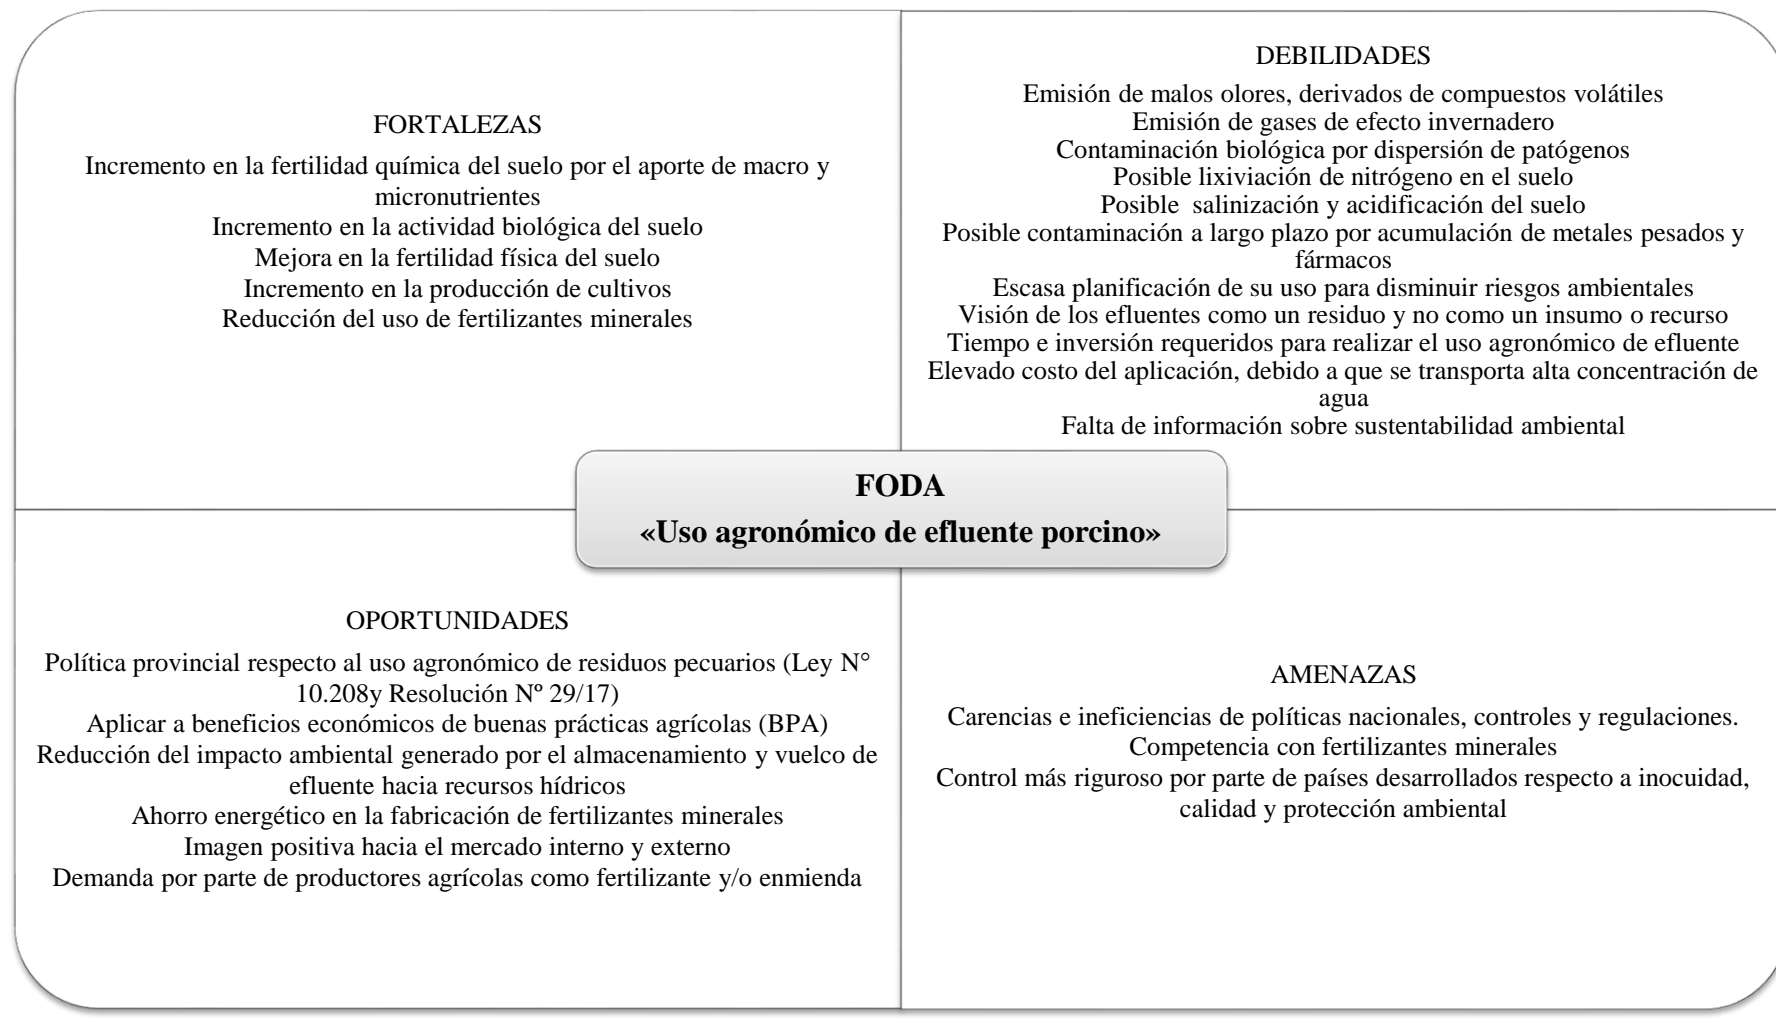 FORTALEZAS
Incremento en la fertilidad química del suelo por el aporte de macro y
micronutrientes
Incremento en la actividad biológica del suelo
Mejora en la fertilidad física del suelo
Incremento en la producción de cultivos
Reducción del uso de fertilizantes minerales
DEBILIDADES
Emisión de malos olores, derivados de compuestos volátiles
Emisión de gases de efecto invernadero
Contaminación biológica por dispersión de patógenos
Posible lixiviación de nitrógeno en el suelo
Posible  salinización y acidificación del suelo
Posible contaminación a largo plazo por acumulación de metales pesados y
fármacos
Escasa planificación de su uso para disminuir riesgos ambientales
Visión de los efluentes como un residuo y no como un insumo o recurso
Tiempo e inversión requeridos para realizar el uso agronómico de efluente
Elevado costo del aplicación, debido a que se transporta alta concentración de
agua
Falta de información sobre sustentabilidad ambiental
FODA
«Uso agronómico de efluente porcino»
OPORTUNIDADES
Política provincial respecto al uso agronómico de residuos pecuarios (Ley N°
10.208y Resolución Nº 29/17)
Aplicar a beneficios económicos de buenas prácticas agrícolas (BPA)
Reducción del impacto ambiental generado por el almacenamiento y vuelco de
efluente hacia recursos hídricos
Ahorro energético en la fabricación de fertilizantes minerales
Imagen positiva hacia el mercado interno y externo
Demanda por parte de productores agrícolas como fertilizante y/o enmienda
AMENAZAS
Carencias e ineficiencias de políticas nacionales, controles y regulaciones.
Competencia con fertilizantes minerales
Control más riguroso por parte de países desarrollados respecto a inocuidad,
calidad y protección ambiental